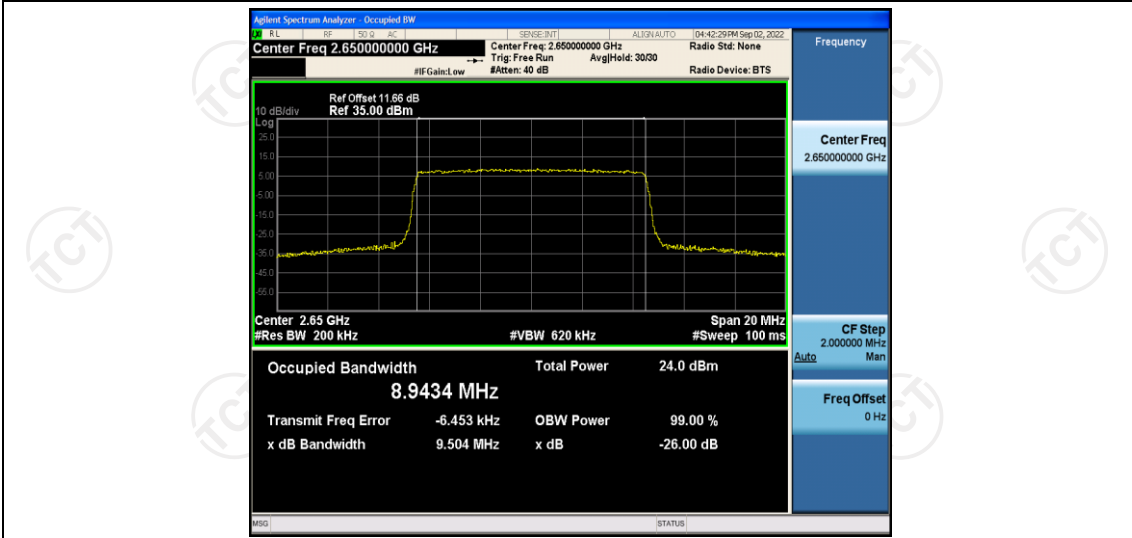 Agilent Spectrum Analyzer - Occupied BW
LXI RL RF 50 Ω AC SENSE:INT ALIGN AUTO 04:42:29 PM Sep 02, 2022
Center Freq 2.650000000 GHz
Center Freq: 2.650000000 GHz
Radio Std: None
Trig: Free Run Avg|Hold: 30/30
#IFGain:Low #Atten: 40 dB Radio Device: BTS
Ref Offset 11.66 dB
10 dB/div Ref 35.00 dBm
Log
25.0
15.0
5.00
-5.00
-15.0
-25.0
-35.0
-45.0
-55.0
Center 2.65 GHz Span 20 MHz
#Res BW 200 kHz #VBW 620 kHz #Sweep 100 ms
Occupied Bandwidth Total Power 24.0 dBm
8.9434 MHz
Transmit Freq Error -6.453 kHz OBW Power 99.00 %
x dB Bandwidth 9.504 MHz x dB -26.00 dB
MSG STATUS
Frequency
Center Freq
2.650000000 GHz
CF Step
2.000000 MHz
Auto Man
Freq Offset
0 Hz
TCT
TCT
TCT
TCT
TCT
TCT